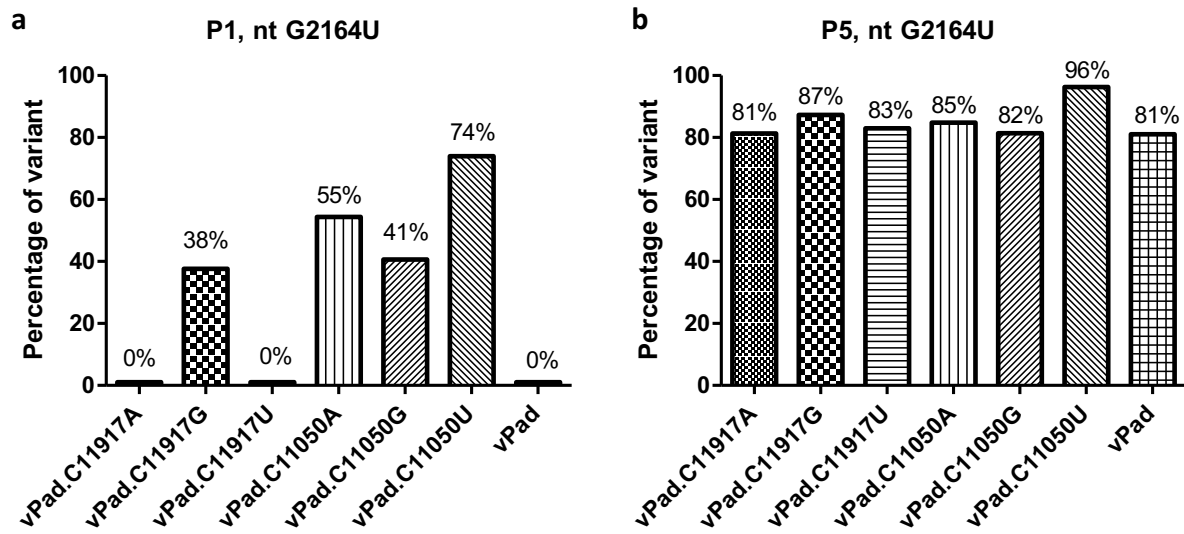 a
P1, nt G2164U
Percentage of variant
100
80
60
40
20
0
0%
38%
0%
55%
41%
74%
0%
vPad.C11917A
vPad.C11917G
vPad.C11917U
vPad.C11050A
vPad.C11050G
vPad.C11050U
vPad
b
P5, nt G2164U
Percentage of variant
100
80
60
40
20
0
81%
87%
83%
85%
82%
96%
81%
vPad.C11917A
vPad.C11917G
vPad.C11917U
vPad.C11050A
vPad.C11050G
vPad.C11050U
vPad